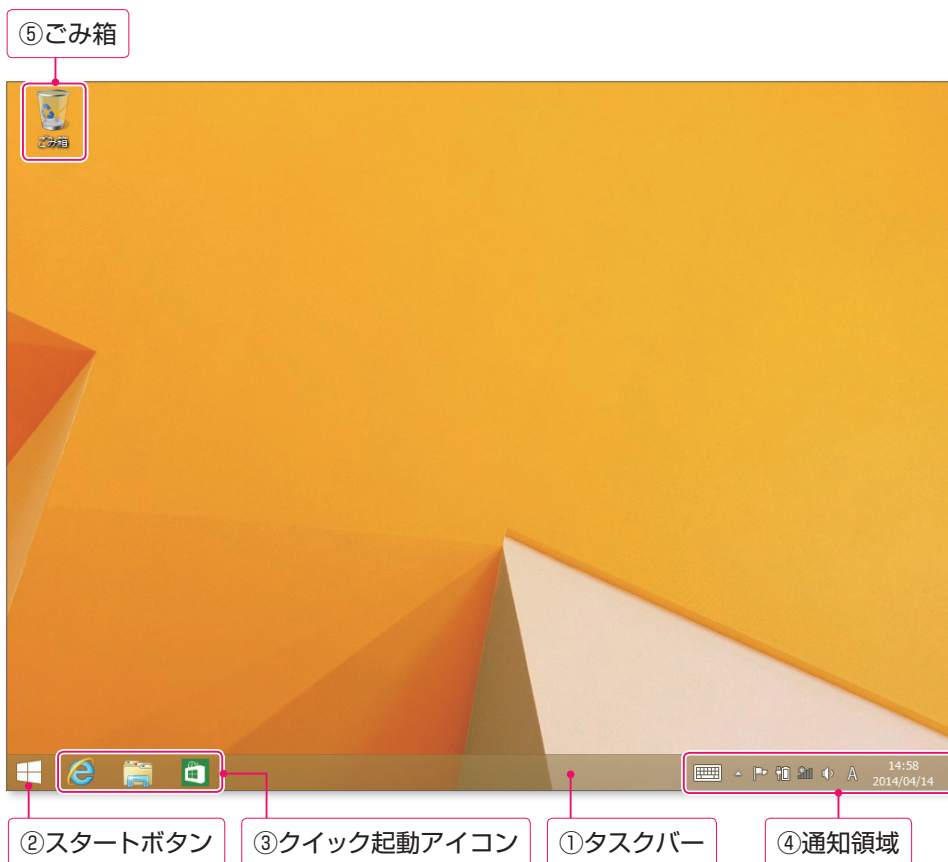 ⑤ごみ箱
ごみ箱
A
14:58
2014/04/14
②スタートボタン
③クイック起動アイコン
①タスクバー
④通知領域